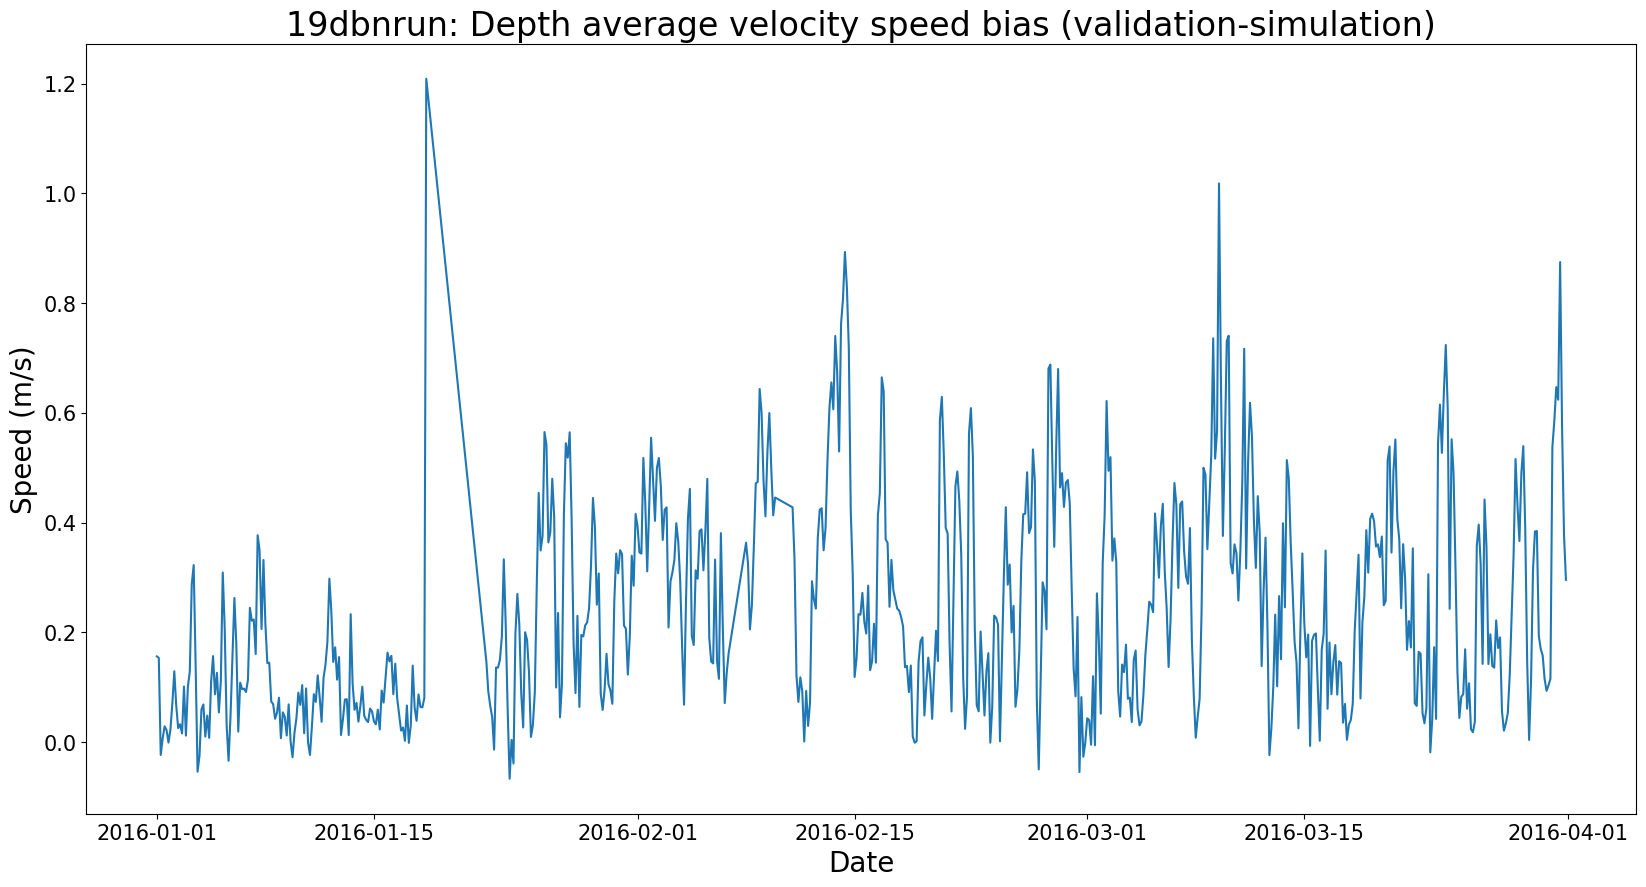 19dbnrun: Depth average velocity speed bias (validation-simulation)
1.2
1.0
0.8
0.6
0.4
0.2
0.0
Speed (m/s)
2016-01-01 2016-01-15 2016-02-01 2016-02-15 2016-03-01 2016-03-15 2016-04-01
Date